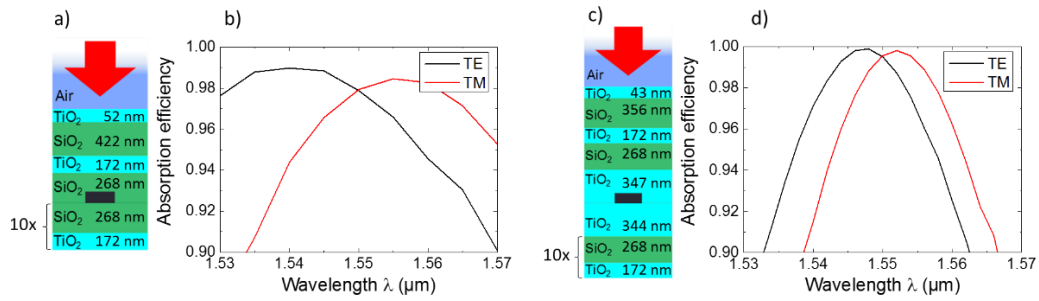 a)
Air
TiO2 52 nm
SiO2 422 nm
TiO2 172 nm
SiO2 268 nm
10x
SiO2 268 nm
TiO2 172 nm
b)
Absorption efficiency
1.00
0.98
0.96
0.94
0.92
0.90
TE
TM
1.53 1.54 1.55 1.56 1.57
Wavelength λ (µm)
c)
Air
TiO2 43 nm
SiO2 356 nm
TiO2 172 nm
SiO2 268 nm
TiO2 347 nm
TiO2 344 nm
10x
SiO2 268 nm
TiO2 172 nm
d)
Absorption efficiency
1.00
0.98
0.96
0.94
0.92
0.90
TE
TM
1.53 1.54 1.55 1.56 1.57
Wavelength λ (µm)